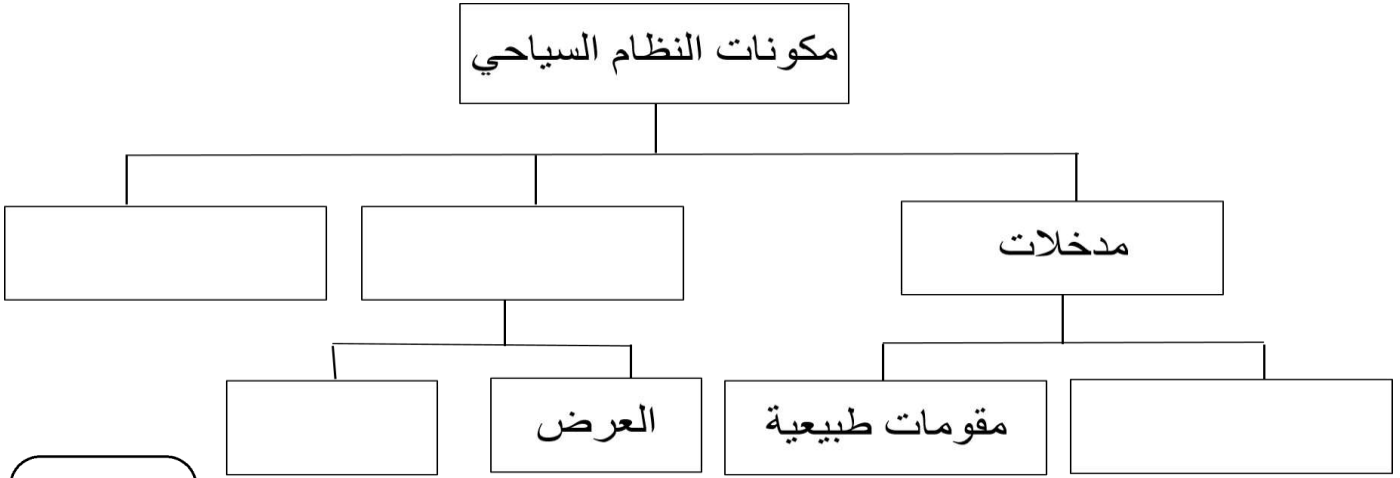 مكونات النظام السياحي
مدخلات
مقومات طبيعية
العرض